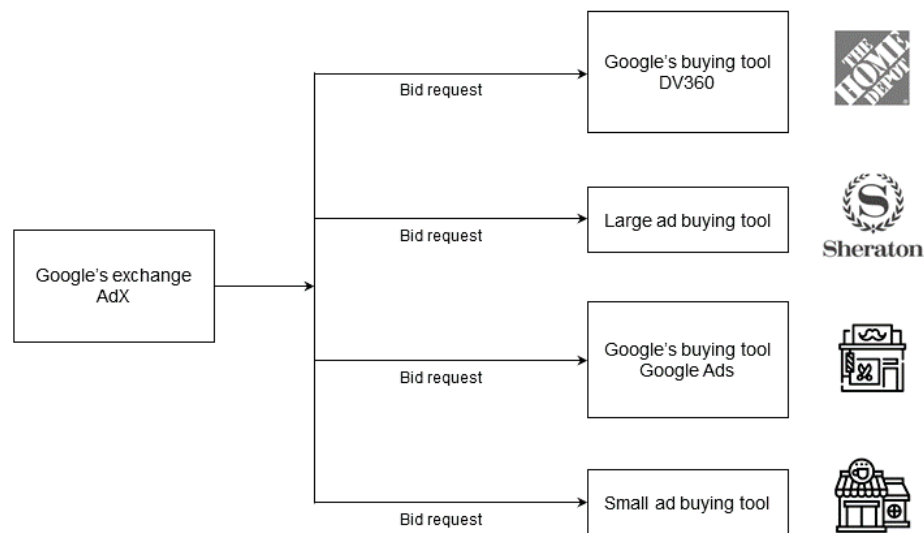 Google's buying tool
DV360
THE
HOME
DEPOT
Bid request
Large ad buying tool
S
Sheraton
Bid request
Google's exchange
AdX
Google's buying tool
Google Ads
Bid request
Small ad buying tool
Bid request